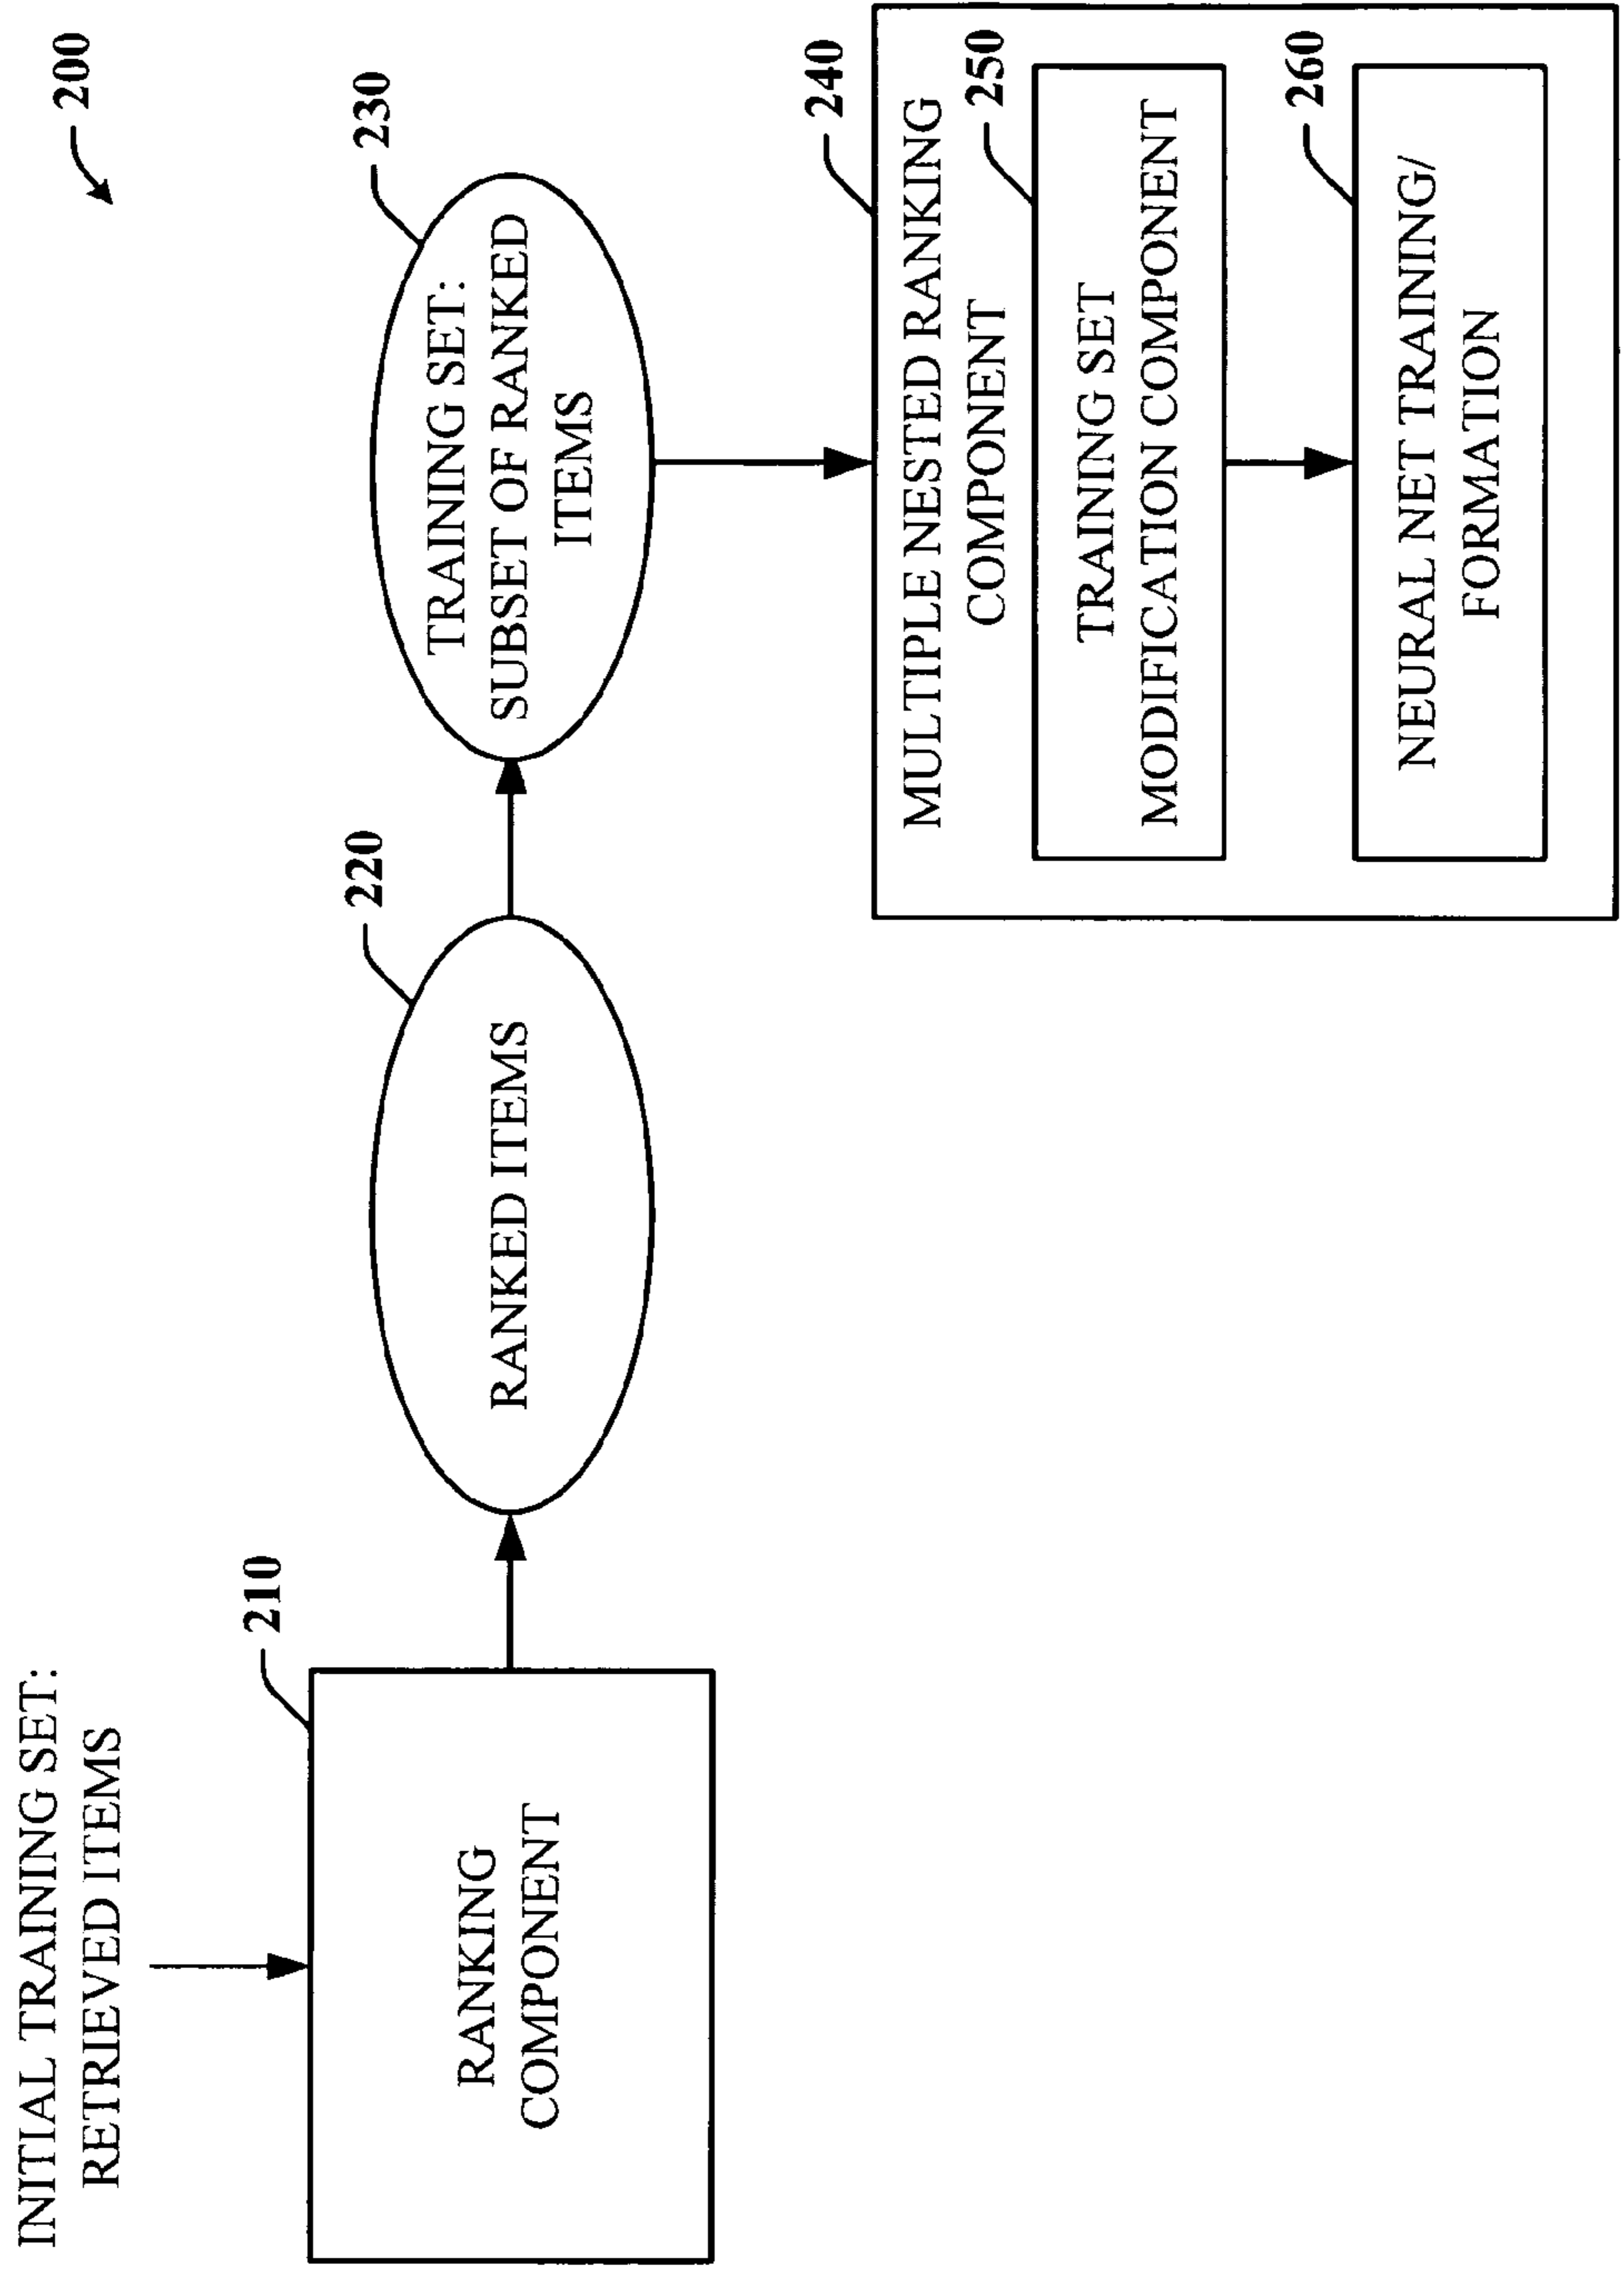 200
INITIAL TRAINING SET:
RETRIEVED ITEMS
210
RANKING
COMPONENT
220
RANKED ITEMS
230
TRAINING SET:
SUBSET OF RANKED
ITEMS
240
MULTIPLE NESTED RANKING
COMPONENT
250
TRAINING SET
MODIFICATION COMPONENT
260
NEURAL NET TRAINING/
FORMATION